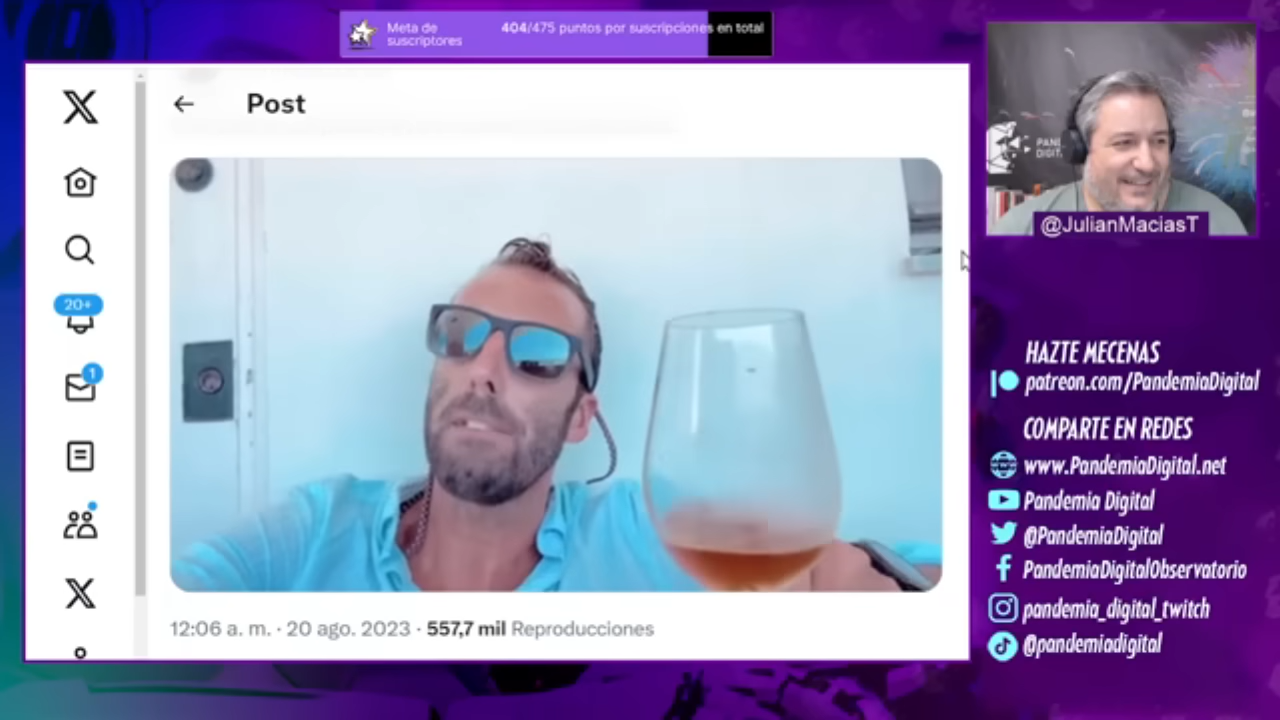 Meta de
suscriptores
404/475 puntos por suscripciones en total
Post
20+
1
12:06 a. m. · 20 ago. 2023 · 557,7 mil Reproducciones
@JulianMaciasT
HAZTE MECENAS
patreon.com/PandemiaDigital
COMPARTE EN REDES
www.PandemiaDigital.net
Pandemia Digital
@PandemiaDigital
PandemiaDigitalObservatorio
pandemia_digital_twitch
@pandemiadigital